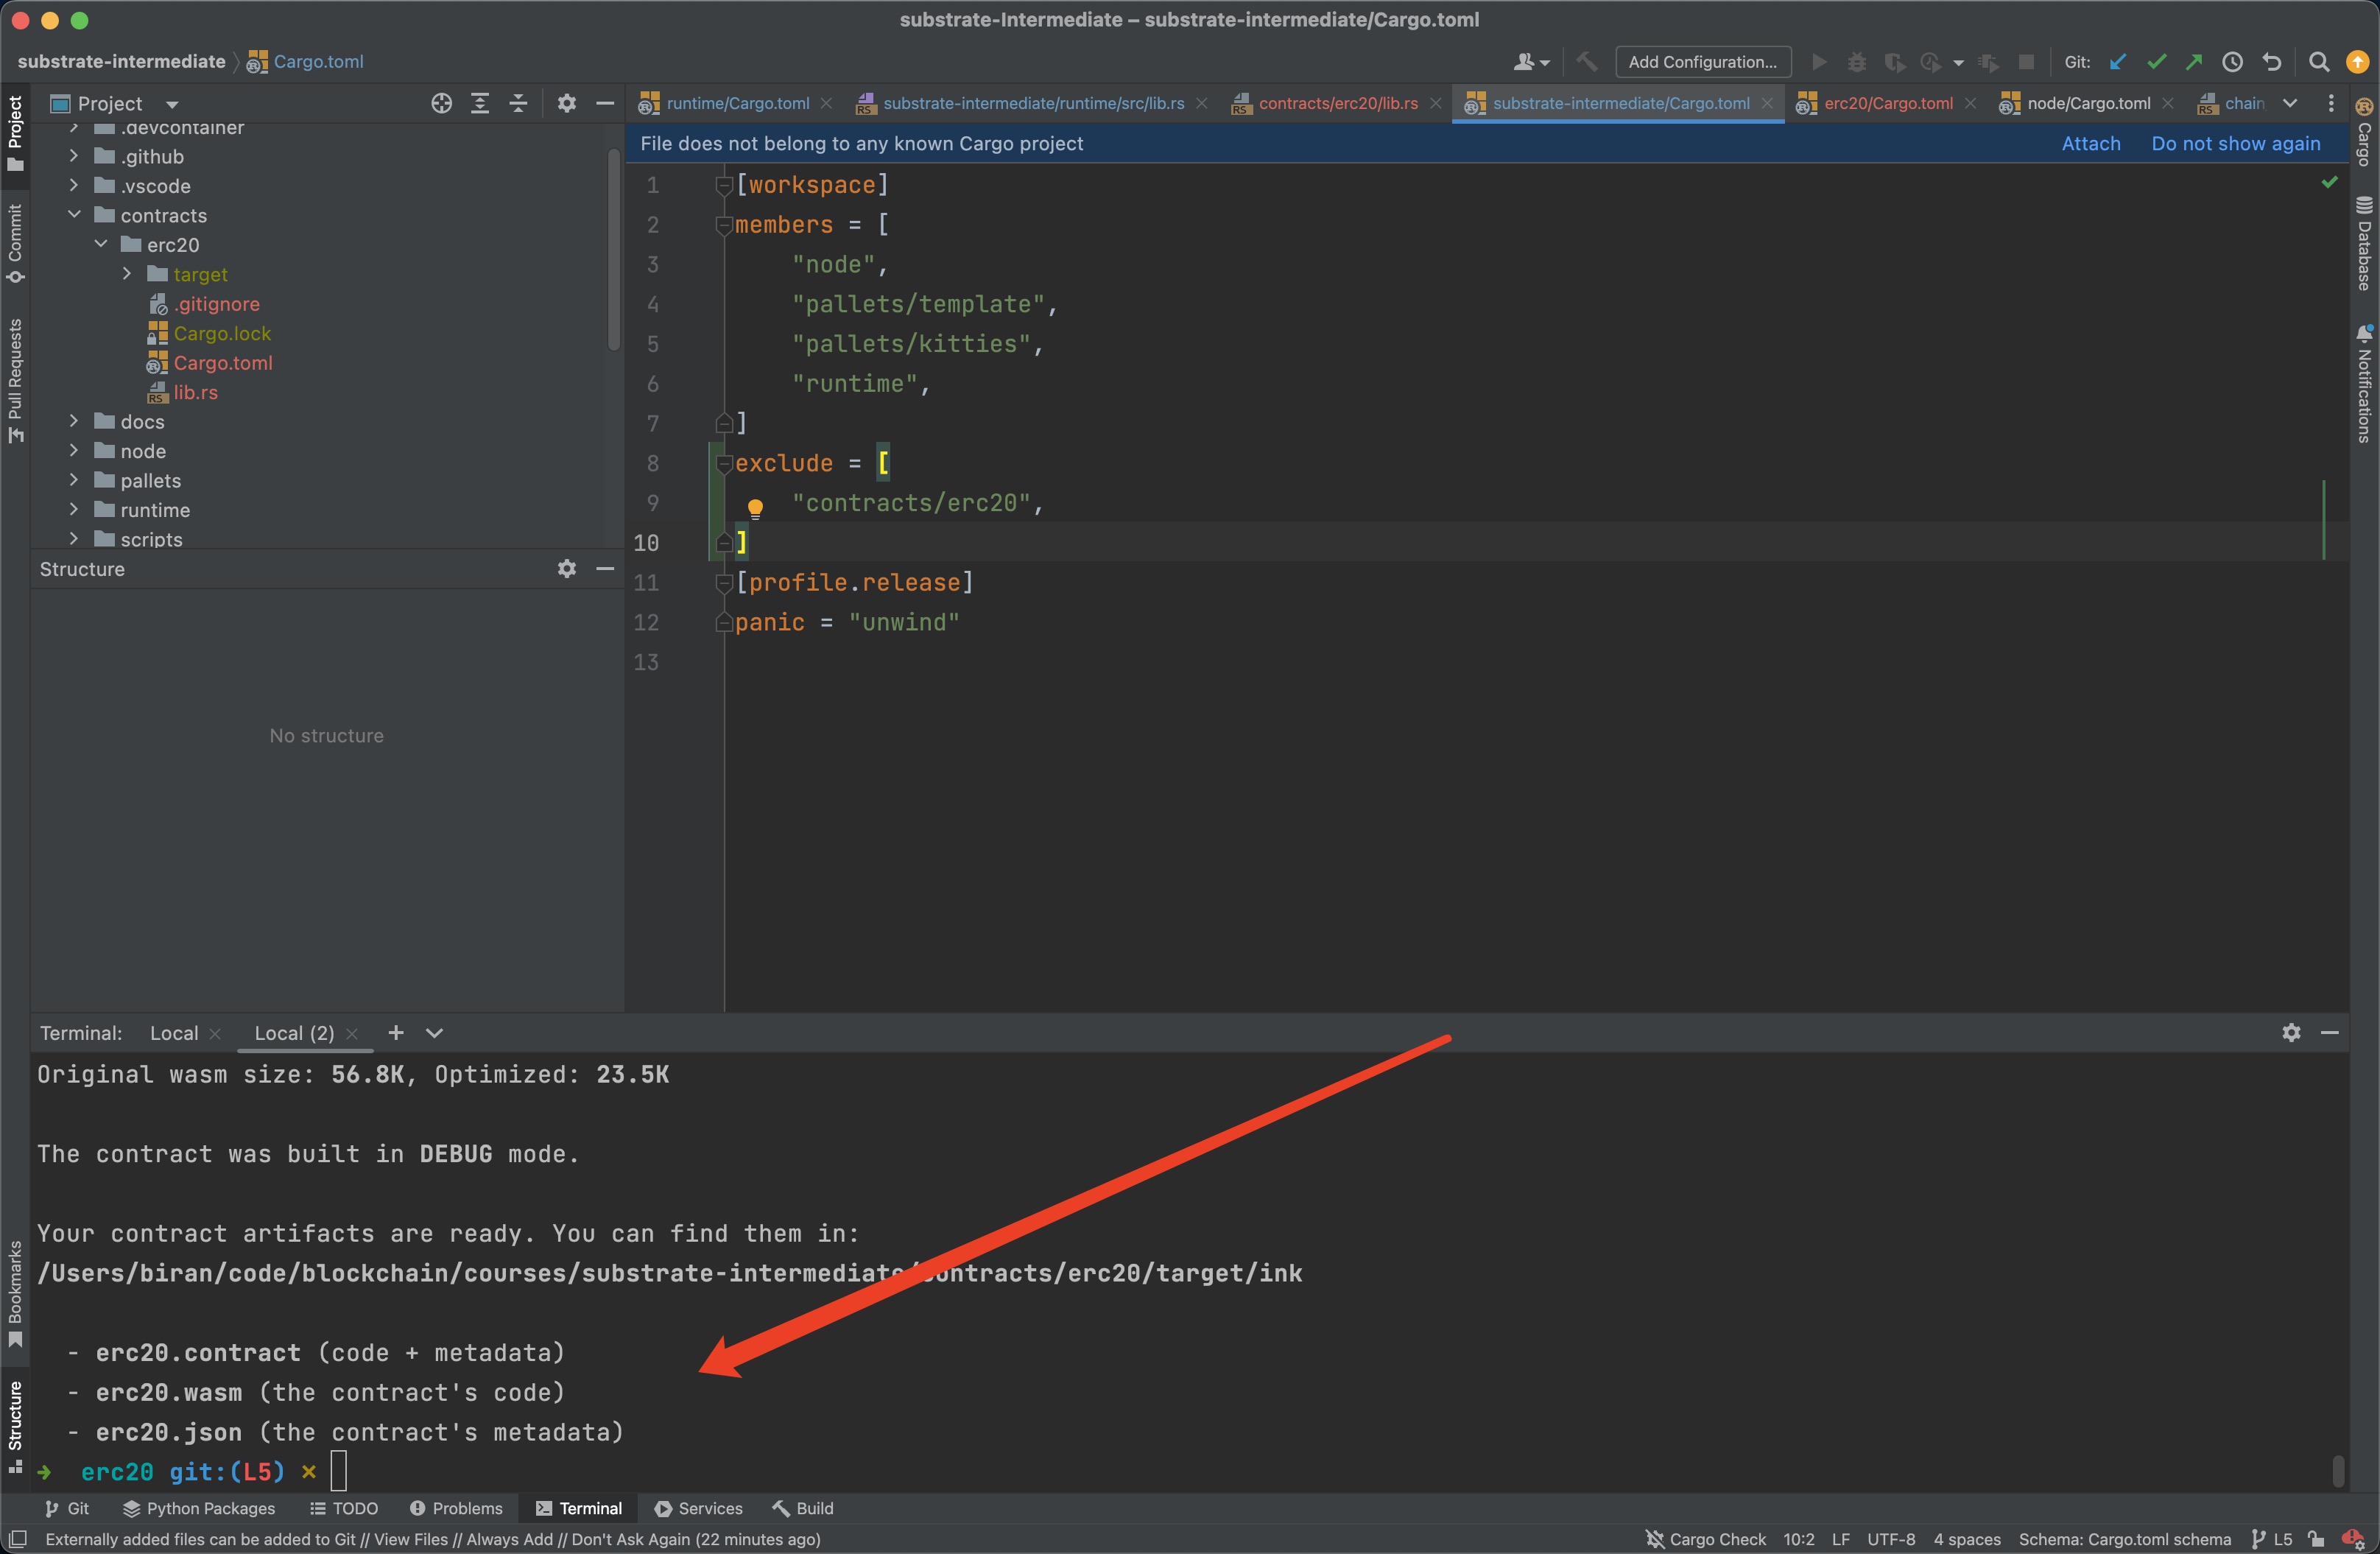 substrate-Intermediate – substrate-intermediate/Cargo.toml
substrate-intermediate
Cargo.toml
Add Configuration...
Git:
Project
runtime/Cargo.toml
substrate-intermediate/runtime/src/lib.rs
contracts/erc20/lib.rs
substrate-intermediate/Cargo.toml
erc20/Cargo.toml
node/Cargo.toml
chain
File does not belong to any known Cargo project
Attach
Do not show again
Project
Commit
Pull Requests
Bookmarks
Structure
.devcontainer
.github
.vscode
contracts
erc20
target
.gitignore
Cargo.lock
Cargo.toml
lib.rs
docs
node
pallets
runtime
scripts
Structure
No structure
1 [workspace]
2 members = [
3 "node",
4 "pallets/template",
5 "pallets/kitties",
6 "runtime",
7 ]
8 exclude = [
9 "contracts/erc20",
10 ]
11 [profile.release]
12 panic = "unwind"
13
Cargo
Database
Notifications
Terminal:
Local
Local (2)
Original wasm size: 56.8K, Optimized: 23.5K
The contract was built in DEBUG mode.
Your contract artifacts are ready. You can find them in:
/Users/biran/code/blockchain/courses/substrate-intermediate/contracts/erc20/target/ink
- erc20.contract (code + metadata)
- erc20.wasm (the contract's code)
- erc20.json (the contract's metadata)
➜ erc20 git:(L5) ✗
Git
Python Packages
TODO
Problems
Terminal
Services
Build
Externally added files can be added to Git // View Files // Always Add // Don't Ask Again (22 minutes ago)
Cargo Check
10:2
LF
UTF-8
4 spaces
Schema: Cargo.toml schema
L5